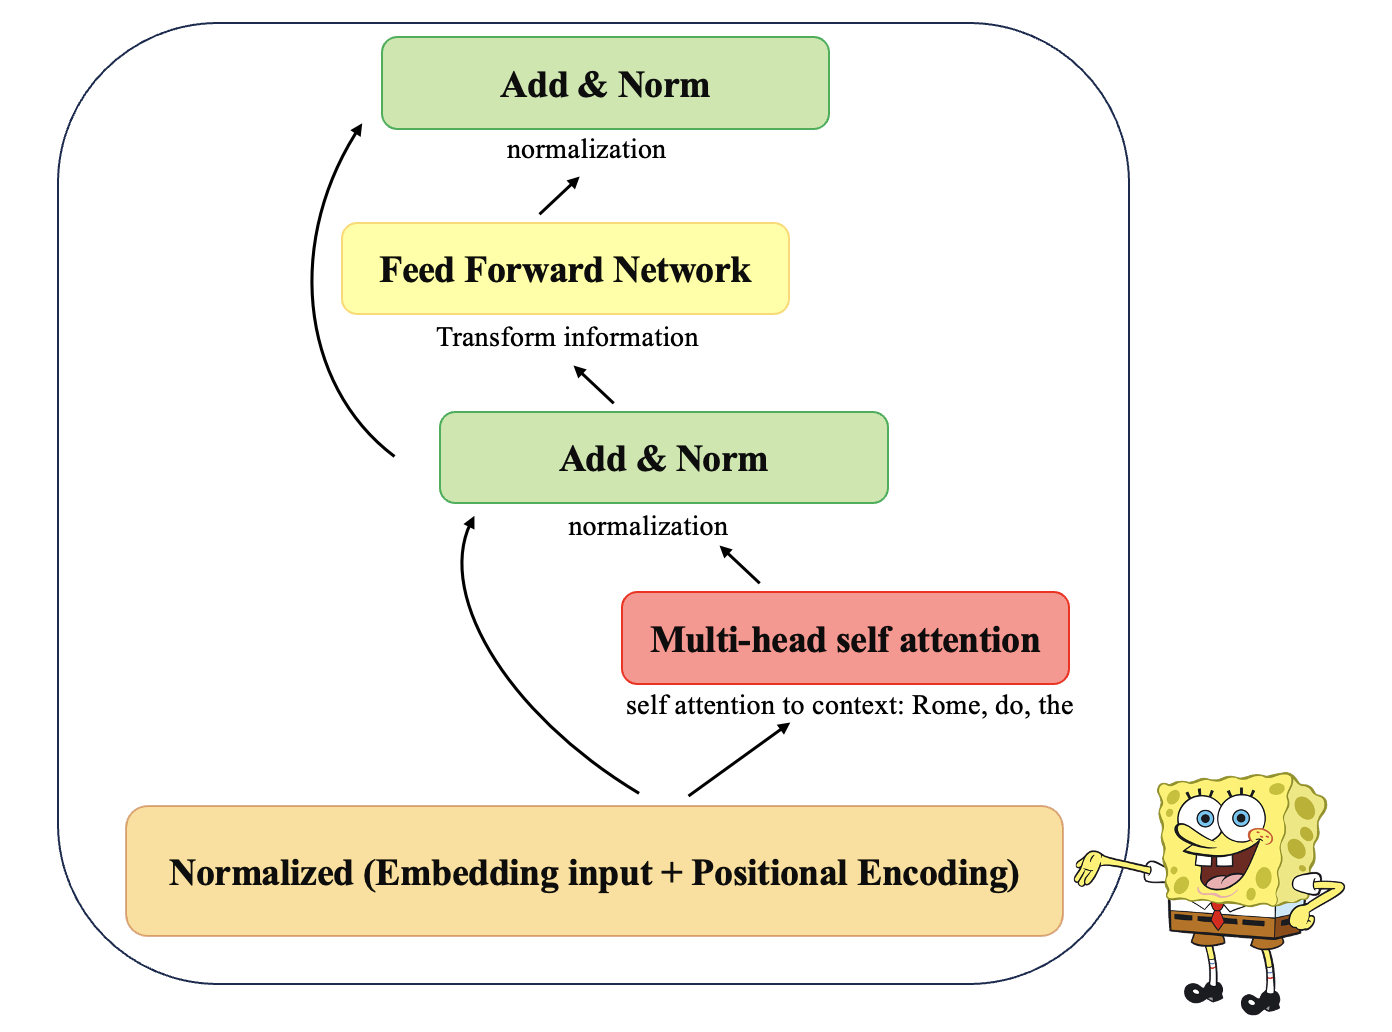 Add & Norm
normalization
Feed Forward Network
Transform information
Add & Norm
normalization
Multi-head self attention
self attention to context: Rome, do, the
Normalized (Embedding input + Positional Encoding)